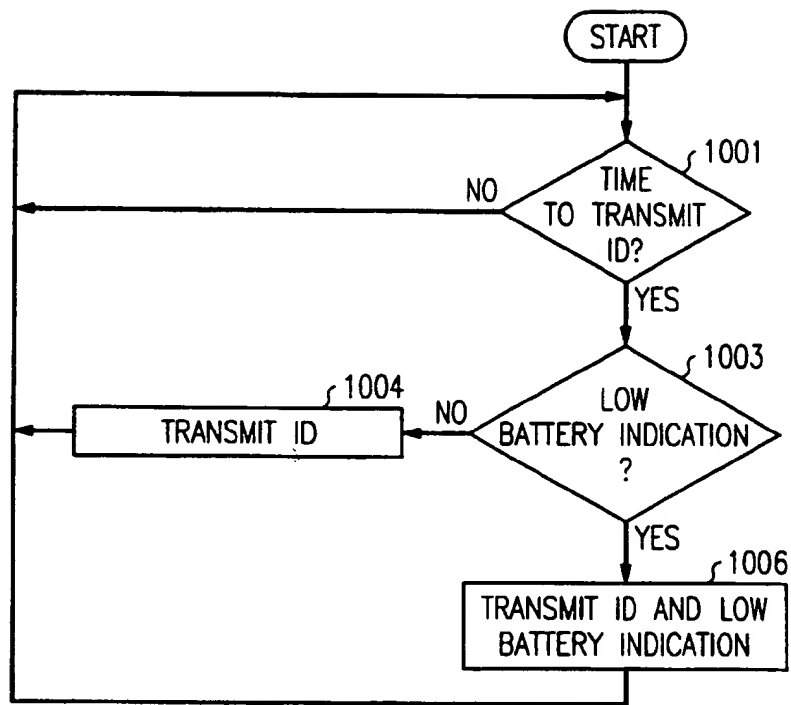 START
1001
TIME
TO TRANSMIT
ID?
NO
YES
1003
LOW
BATTERY INDICATION
?
NO
1004
TRANSMIT ID
YES
1006
TRANSMIT ID AND LOW
BATTERY INDICATION